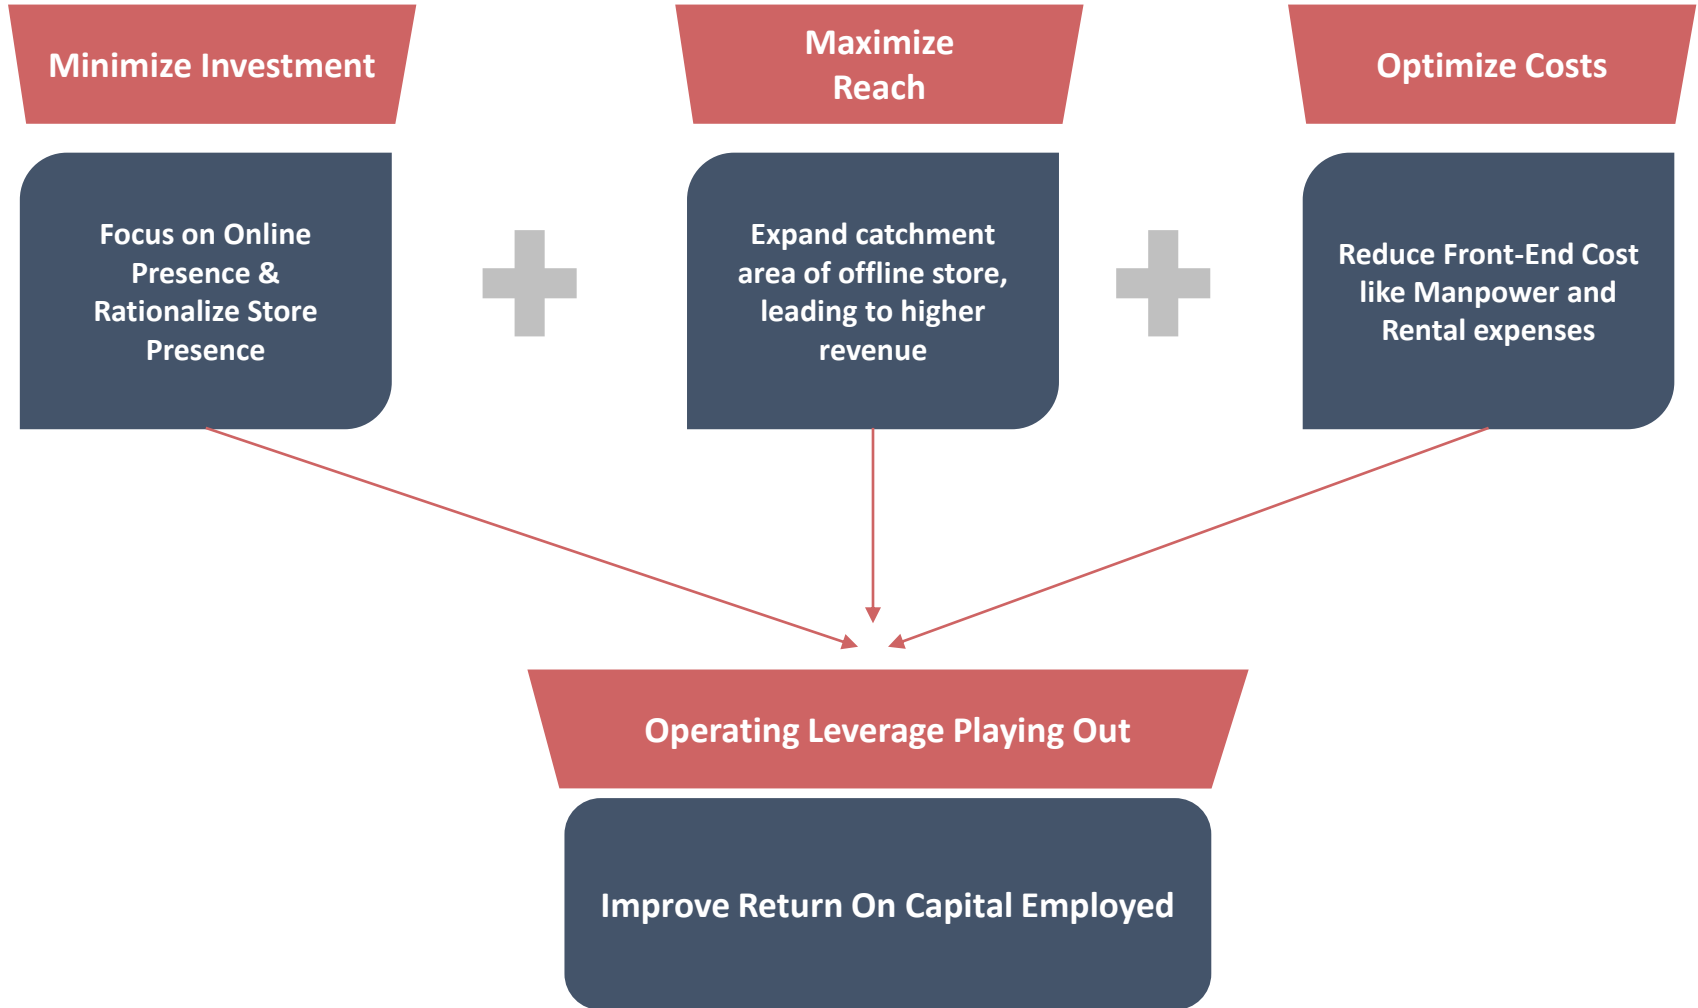 Minimize Investment
Maximize
Reach
Optimize Costs
Focus on Online
Presence &
Rationalize Store
Presence
Expand catchment
area of offline store,
leading to higher
revenue
Reduce Front-End Cost
like Manpower and
Rental expenses
Operating Leverage Playing Out
Improve Return On Capital Employed